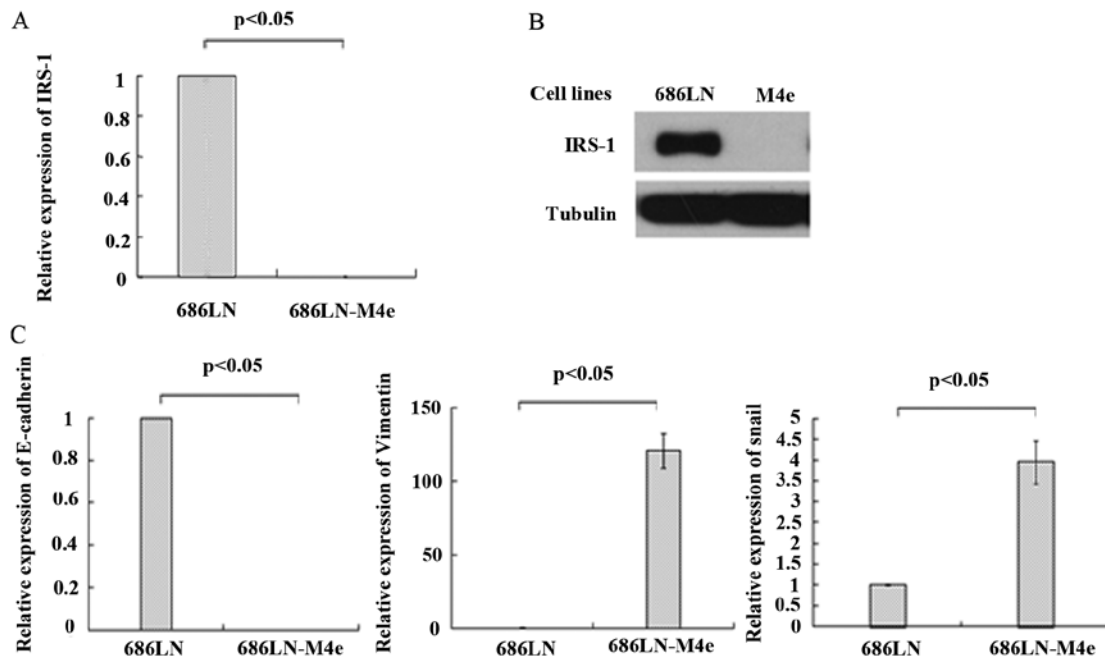 A
p<0.05
Relative expression of IRS-1
1
0.8
0.6
0.4
0.2
0
686LN
686LN-M4e
B
Cell lines 686LN M4e
IRS-1
Tubulin
C
p<0.05
Relative expression of E-cadherin
1
0.8
0.6
0.4
0.2
0
686LN
686LN-M4e
p<0.05
Relative expression of Vimentin
150
100
50
0
686LN
686LN-M4e
p<0.05
Relative expression of snail
5
4.5
4
3.5
3
2.5
2
1.5
1
0.5
0
686LN
686LN-M4e